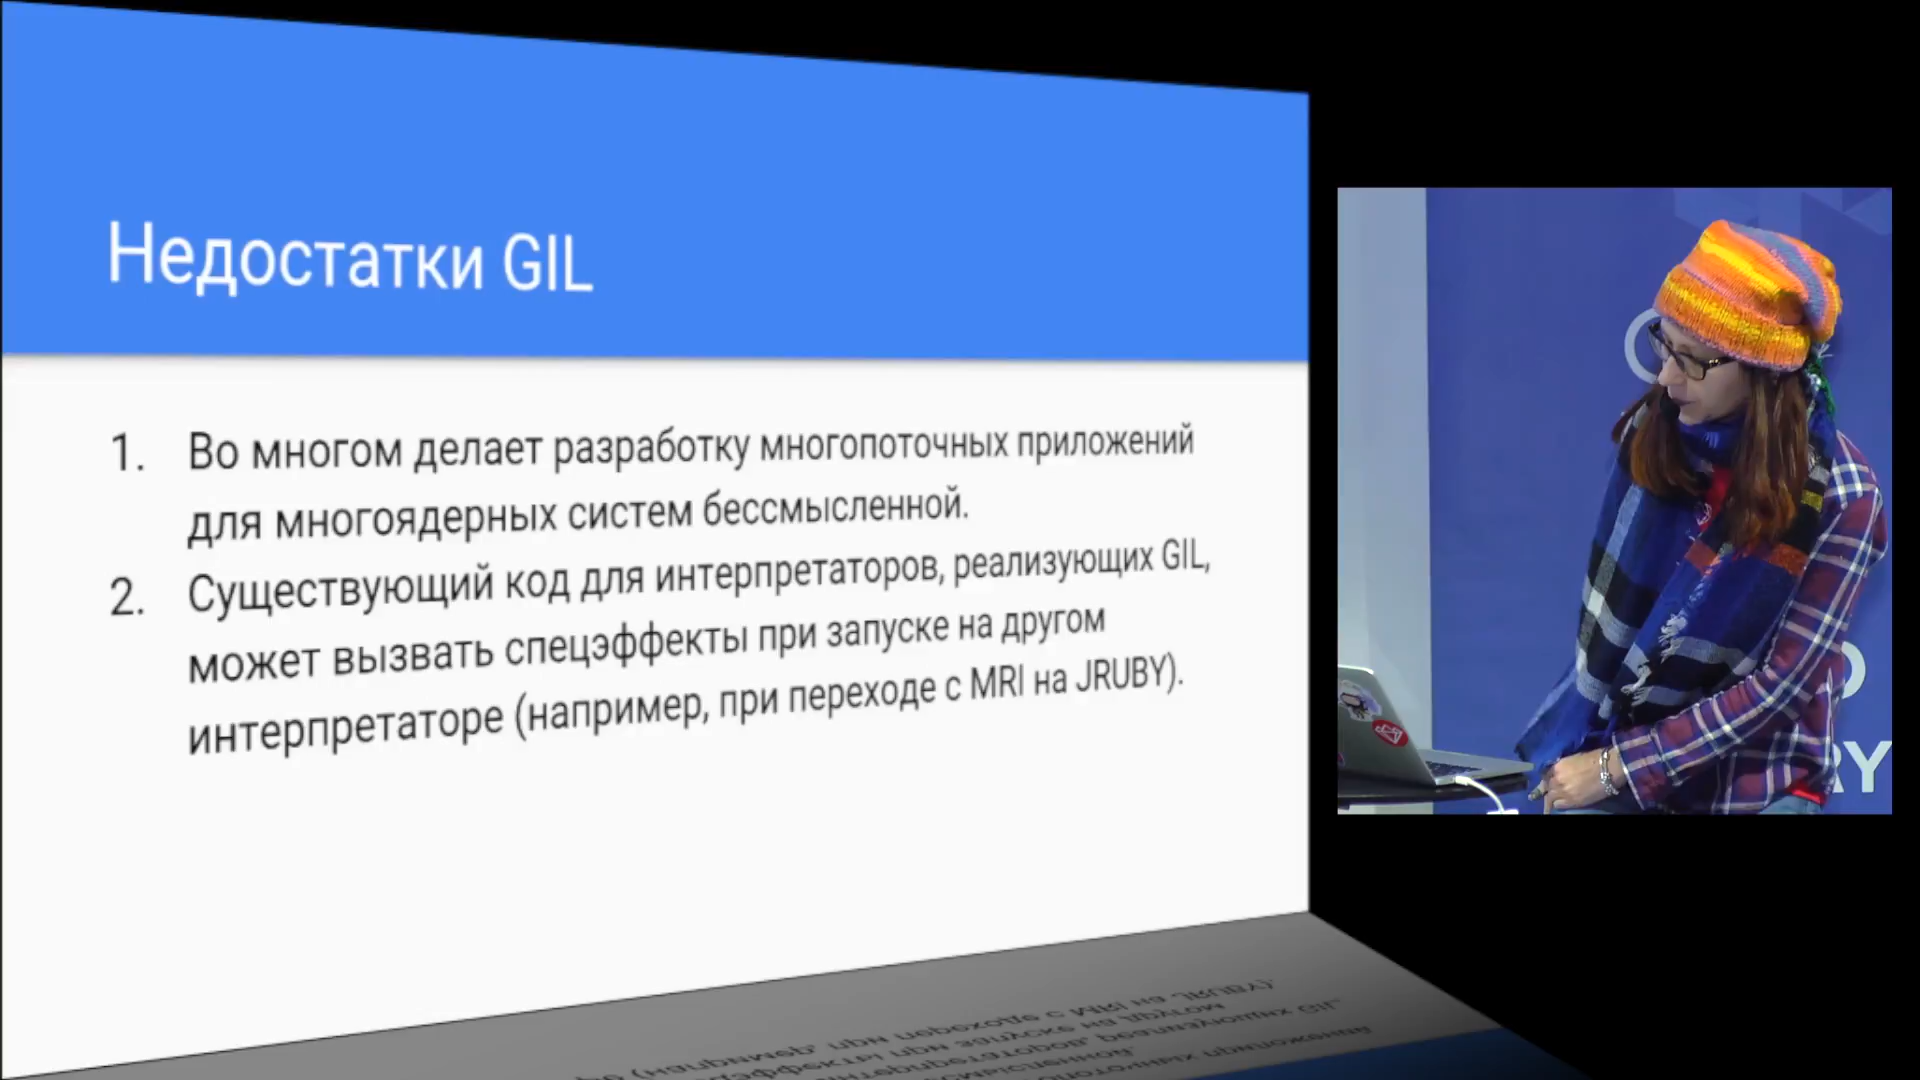 Недостатки GIL
1. Во многом делает разработку многопоточных приложений
для многоядерных систем бессмысленной.
2. Существующий код для интерпретаторов, реализующих GIL,
может вызвать спецэффекты при запуске на другом
интерпретаторе (например, при переходе с MRI на JRUBY).
RY